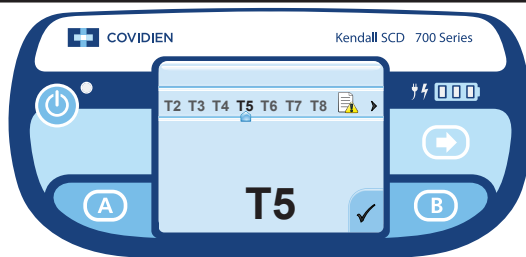 COVIDIEN Kendall SCD 700 Series
T2 T3 T4 T5 T6 T7 T8
A T5 B